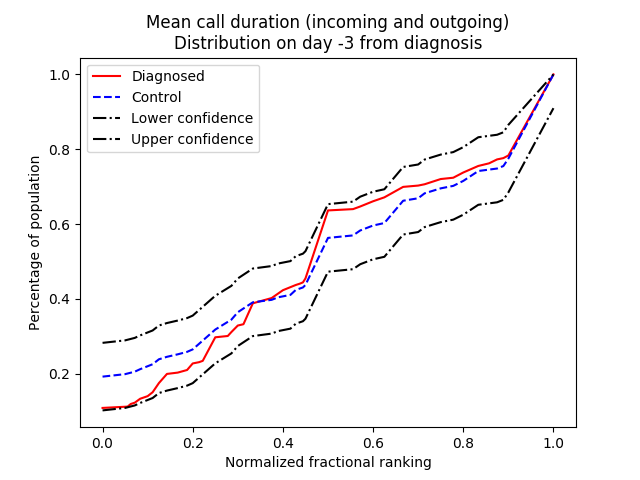 Mean call duration (incoming and outgoing)
Distribution on day -3 from diagnosis
Diagnosed
Control
Lower confidence
Upper confidence
Percentage of population
1.0
0.8
0.6
0.4
0.2
0.0 0.2 0.4 0.6 0.8 1.0
Normalized fractional ranking